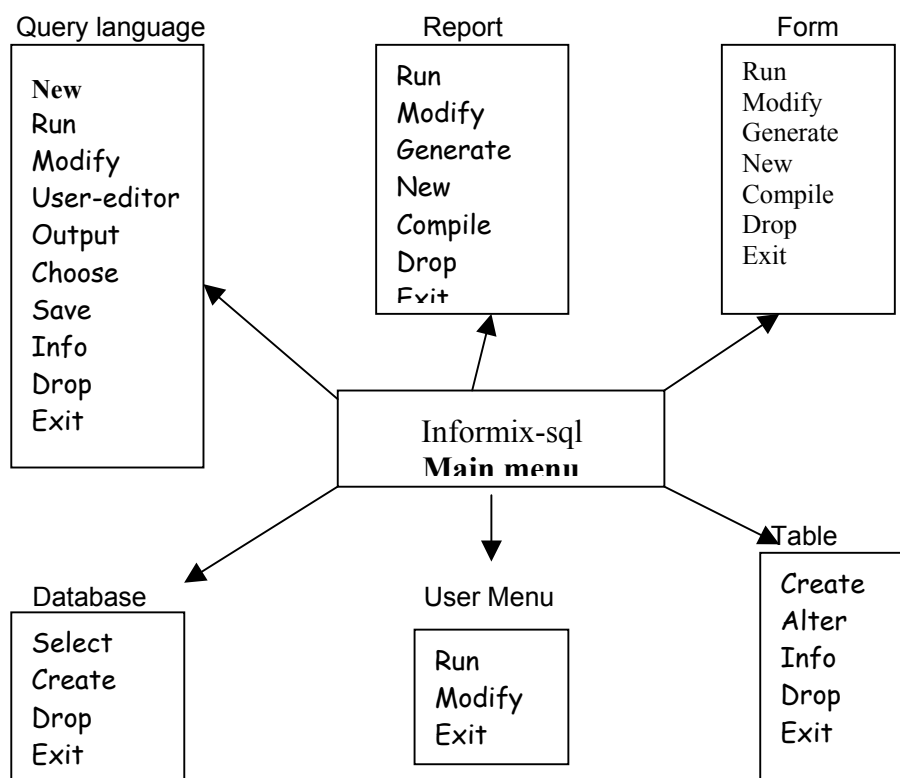 Query language
New
Run
Modify
User-editor
Output
Choose
Save
Info
Drop
Exit
Report
Run
Modify
Generate
New
Compile
Drop
Exit
Form
Run
Modify
Generate
New
Compile
Drop
Exit
Informix-sql
Main menu
Database
Select
Create
Drop
Exit
User Menu
Run
Modify
Exit
Table
Create
Alter
Info
Drop
Exit